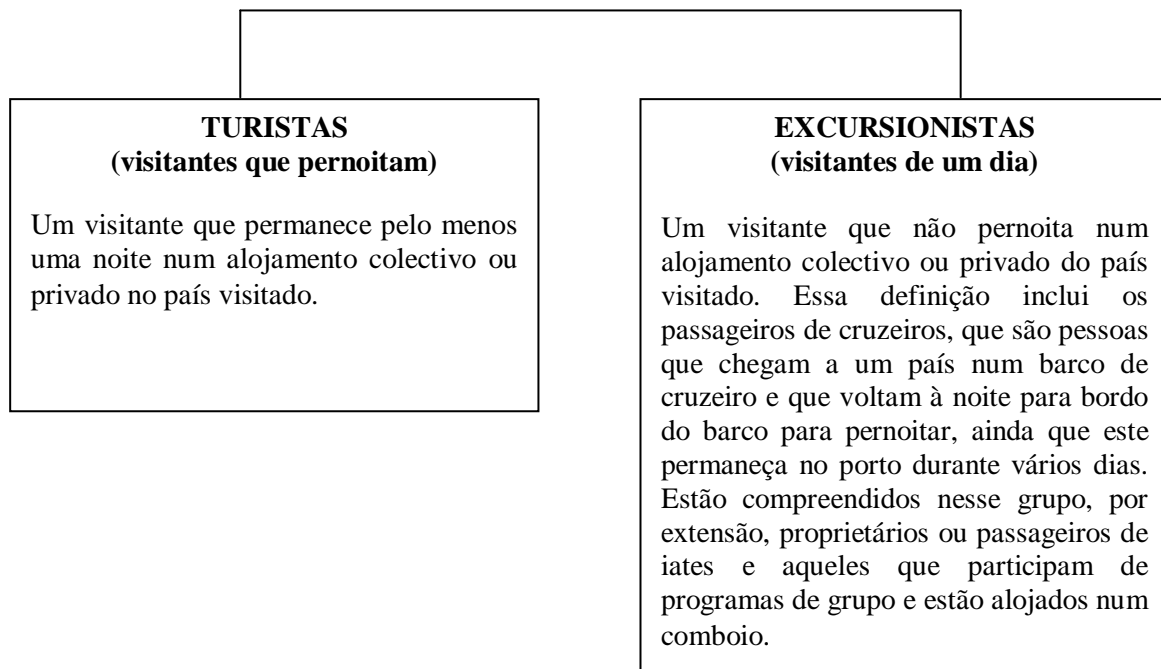 TURISTAS
(visitantes que pernoitam)
Um visitante que permanece pelo menos
uma noite num alojamento colectivo ou
privado no país visitado.
EXCURSIONISTAS
(visitantes de um dia)
Um visitante que não pernoita num
alojamento colectivo ou privado do país
visitado. Essa definição inclui os
passageiros de cruzeiros, que são pessoas
que chegam a um país num barco de
cruzeiro e que voltam à noite para bordo
do barco para pernoitar, ainda que este
permaneça no porto durante vários dias.
Estão compreendidos nesse grupo, por
extensão, proprietários ou passageiros de
iates e aqueles que participam de
programas de grupo e estão alojados num
comboio.